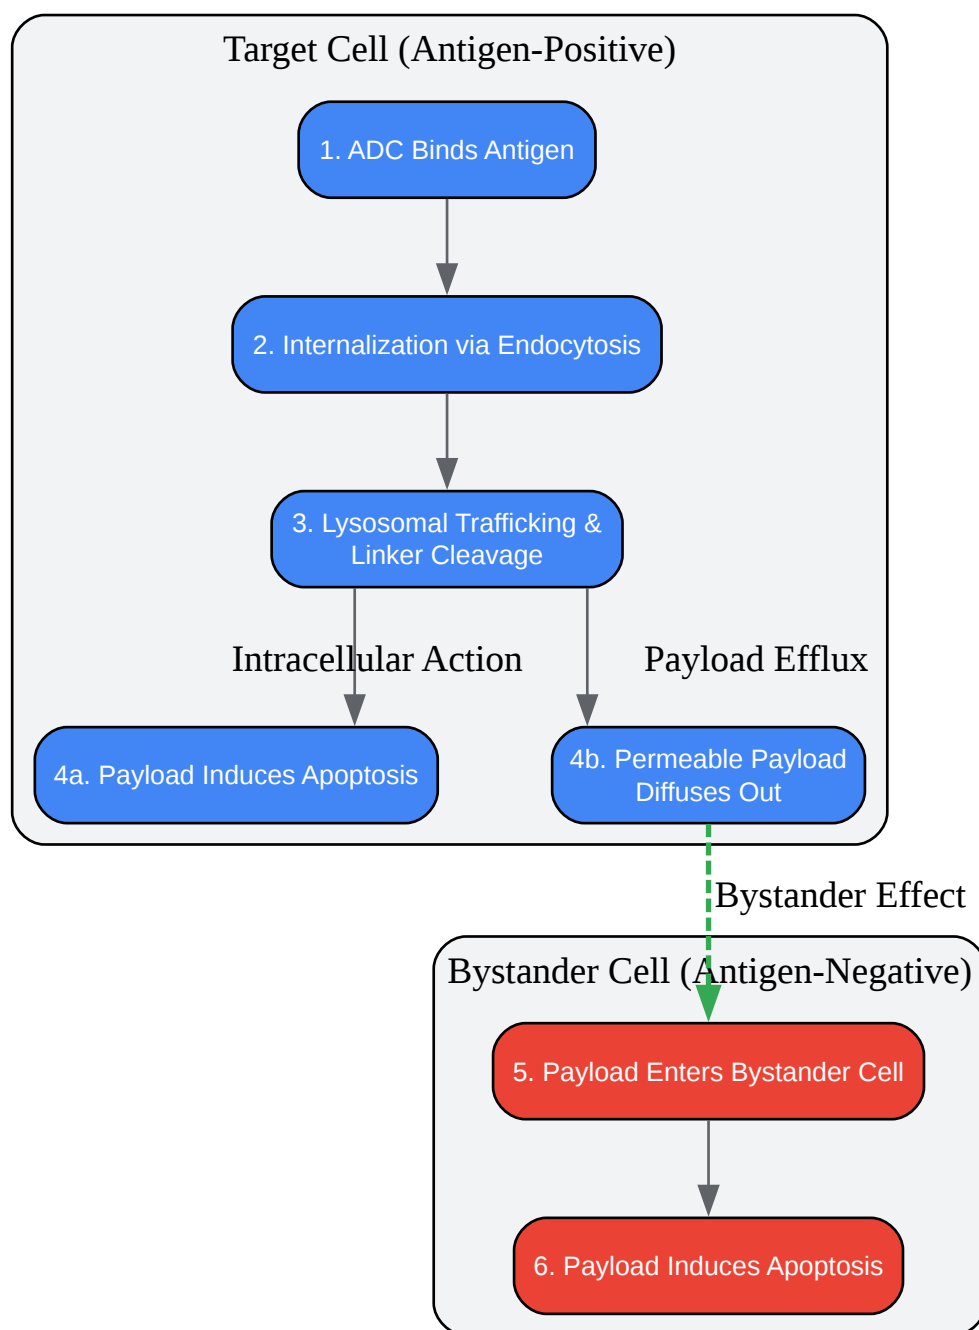 Target Cell (Antigen-Positive)
1. ADC Binds Antigen
2. Internalization via Endocytosis
3. Lysosomal Trafficking &
Linker Cleavage
Intracellular Action
Payload Efflux
4a. Payload Induces Apoptosis
4b. Permeable Payload
Diffuses Out
Bystander Effect
Bystander Cell (Antigen-Negative)
5. Payload Enters Bystander Cell
6. Payload Induces Apoptosis